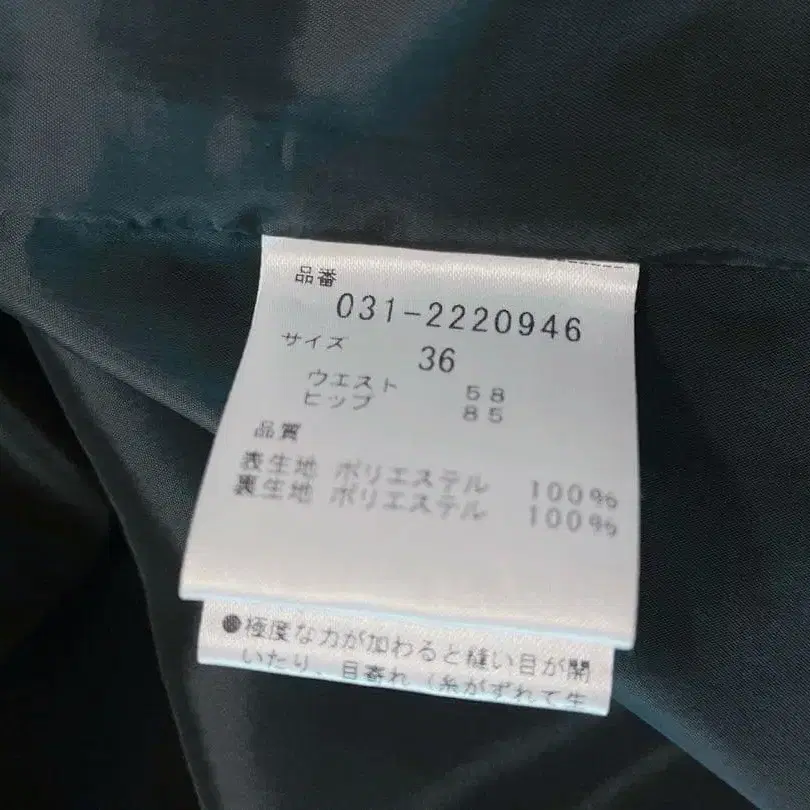 品番
031-2220946
サイズ 36
ウエスト 58
ヒップ 85
品質
表生地 ポリエステル 100%
裏生地 ポリエステル 100%
●極度な力が加わると縫い目が開
いたり、目寄れ（糸がずれて生